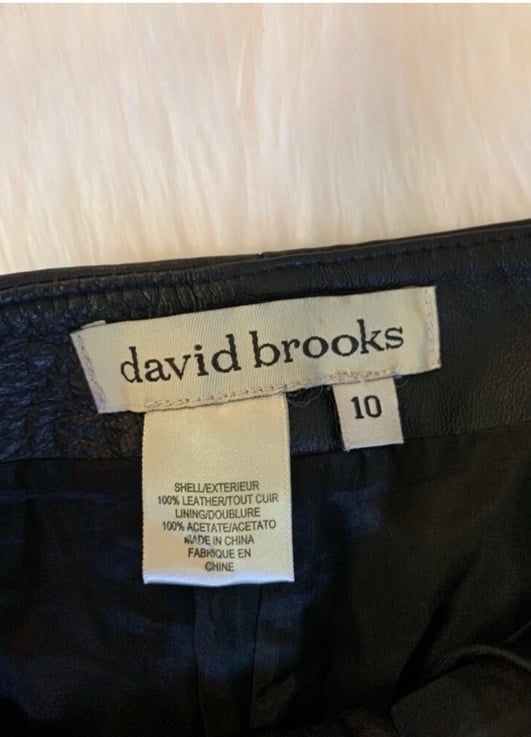 david brooks
10
SHELL/EXTERIEUR
100% LEATHER/TOUT CUIR
LINING/DOUBLURE
100% ACETATE/ACETATO
MADE IN CHINA
FABRIQUE EN
CHINE